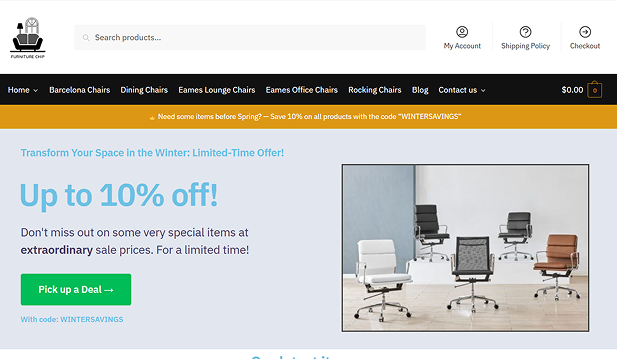 FURNITURE CHIP
Search products...
My Account
Shipping Policy
Checkout
Home
Barcelona Chairs
Dining Chairs
Eames Lounge Chairs
Eames Office Chairs
Rocking Chairs
Blog
Contact us
$0.00
0
Need some items before Spring? — Save 10% on all products with the code "WINTERSAVINGS"
Transform Your Space in the Winter: Limited-Time Offer!
Up to 10% off!
Don't miss out on some very special items at
extraordinary sale prices. For a limited time!
Pick up a Deal →
With code: WINTERSAVINGS